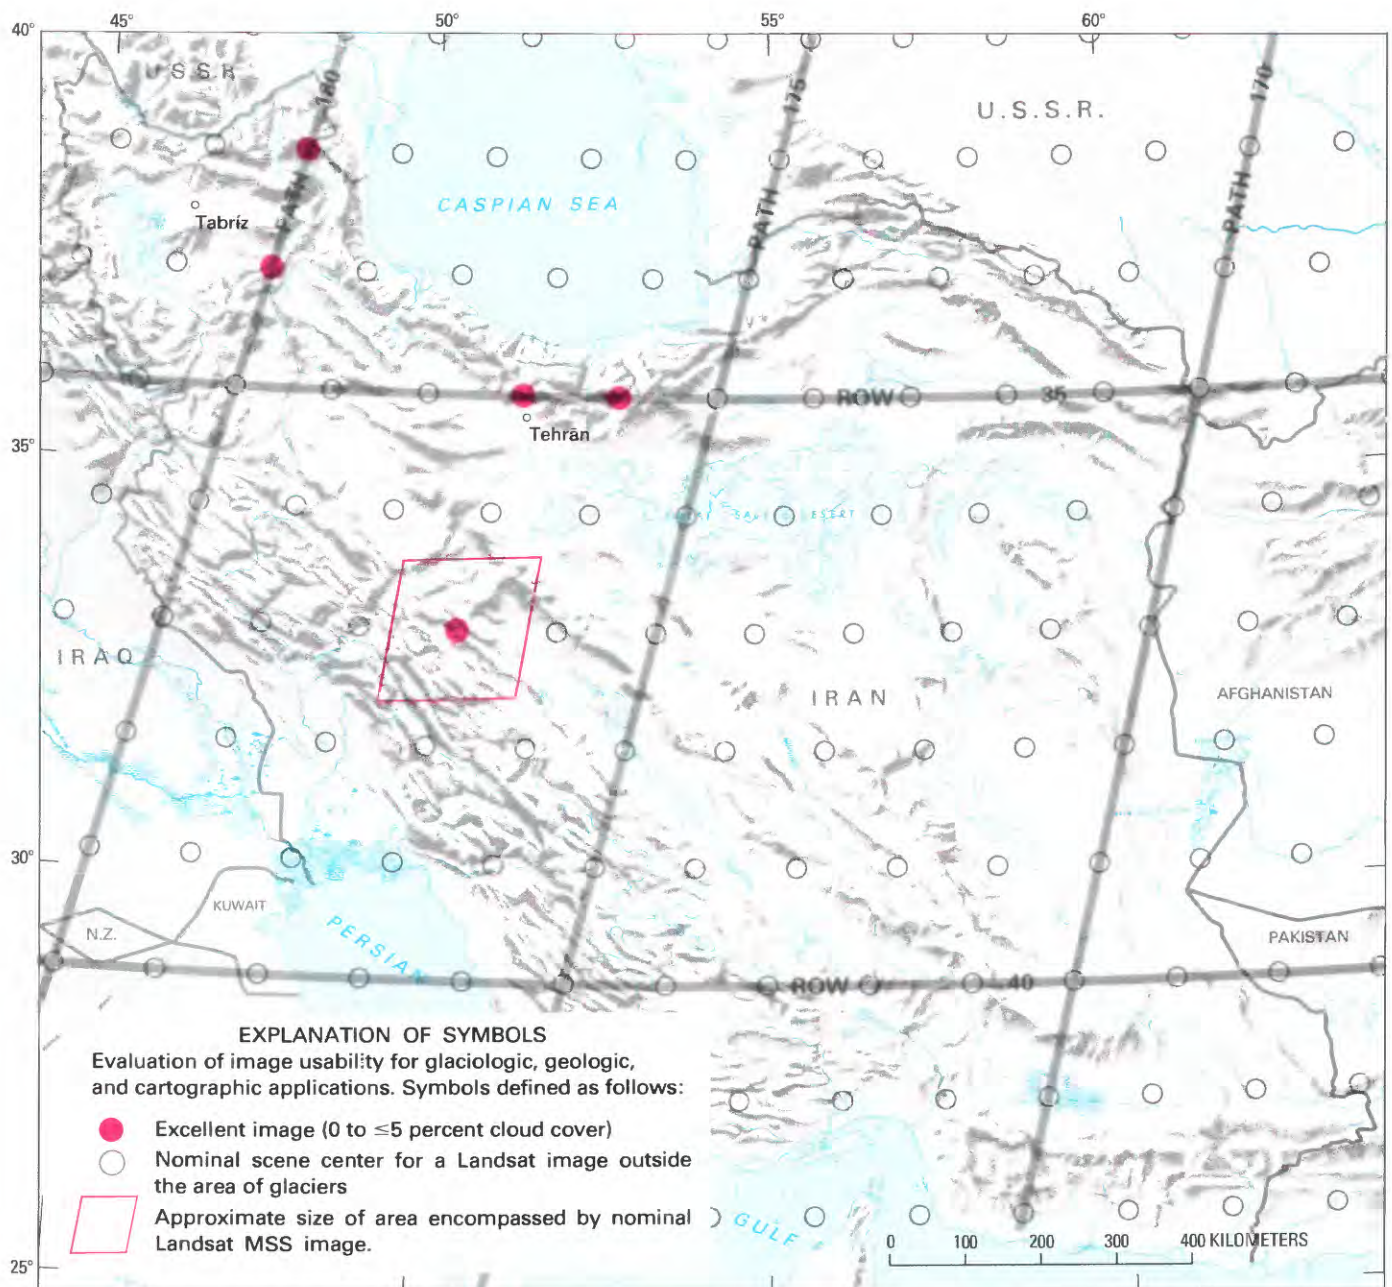 45° 50° 55° 60°
40°
U.S.S.R
180
PATH
175
PATH
170
PATH
U.S.S.R.
CASPIAN SEA
Tabríz
ROW 35
Tehrān
35°
SALT DESERT
IRAQ
IRAN
AFGHANISTAN
30°
KUWAIT
N.Z.
PERSIAN
PAKISTAN
ROW 40
EXPLANATION OF SYMBOLS
Evaluation of image usability for glaciologic, geologic,
and cartographic applications. Symbols defined as follows:
Excellent image (0 to ≤5 percent cloud cover)
Nominal scene center for a Landsat image outside
the area of glaciers
Approximate size of area encompassed by nominal
Landsat MSS image.
GULF
0 100 200 300 400 KILOMETERS
25°